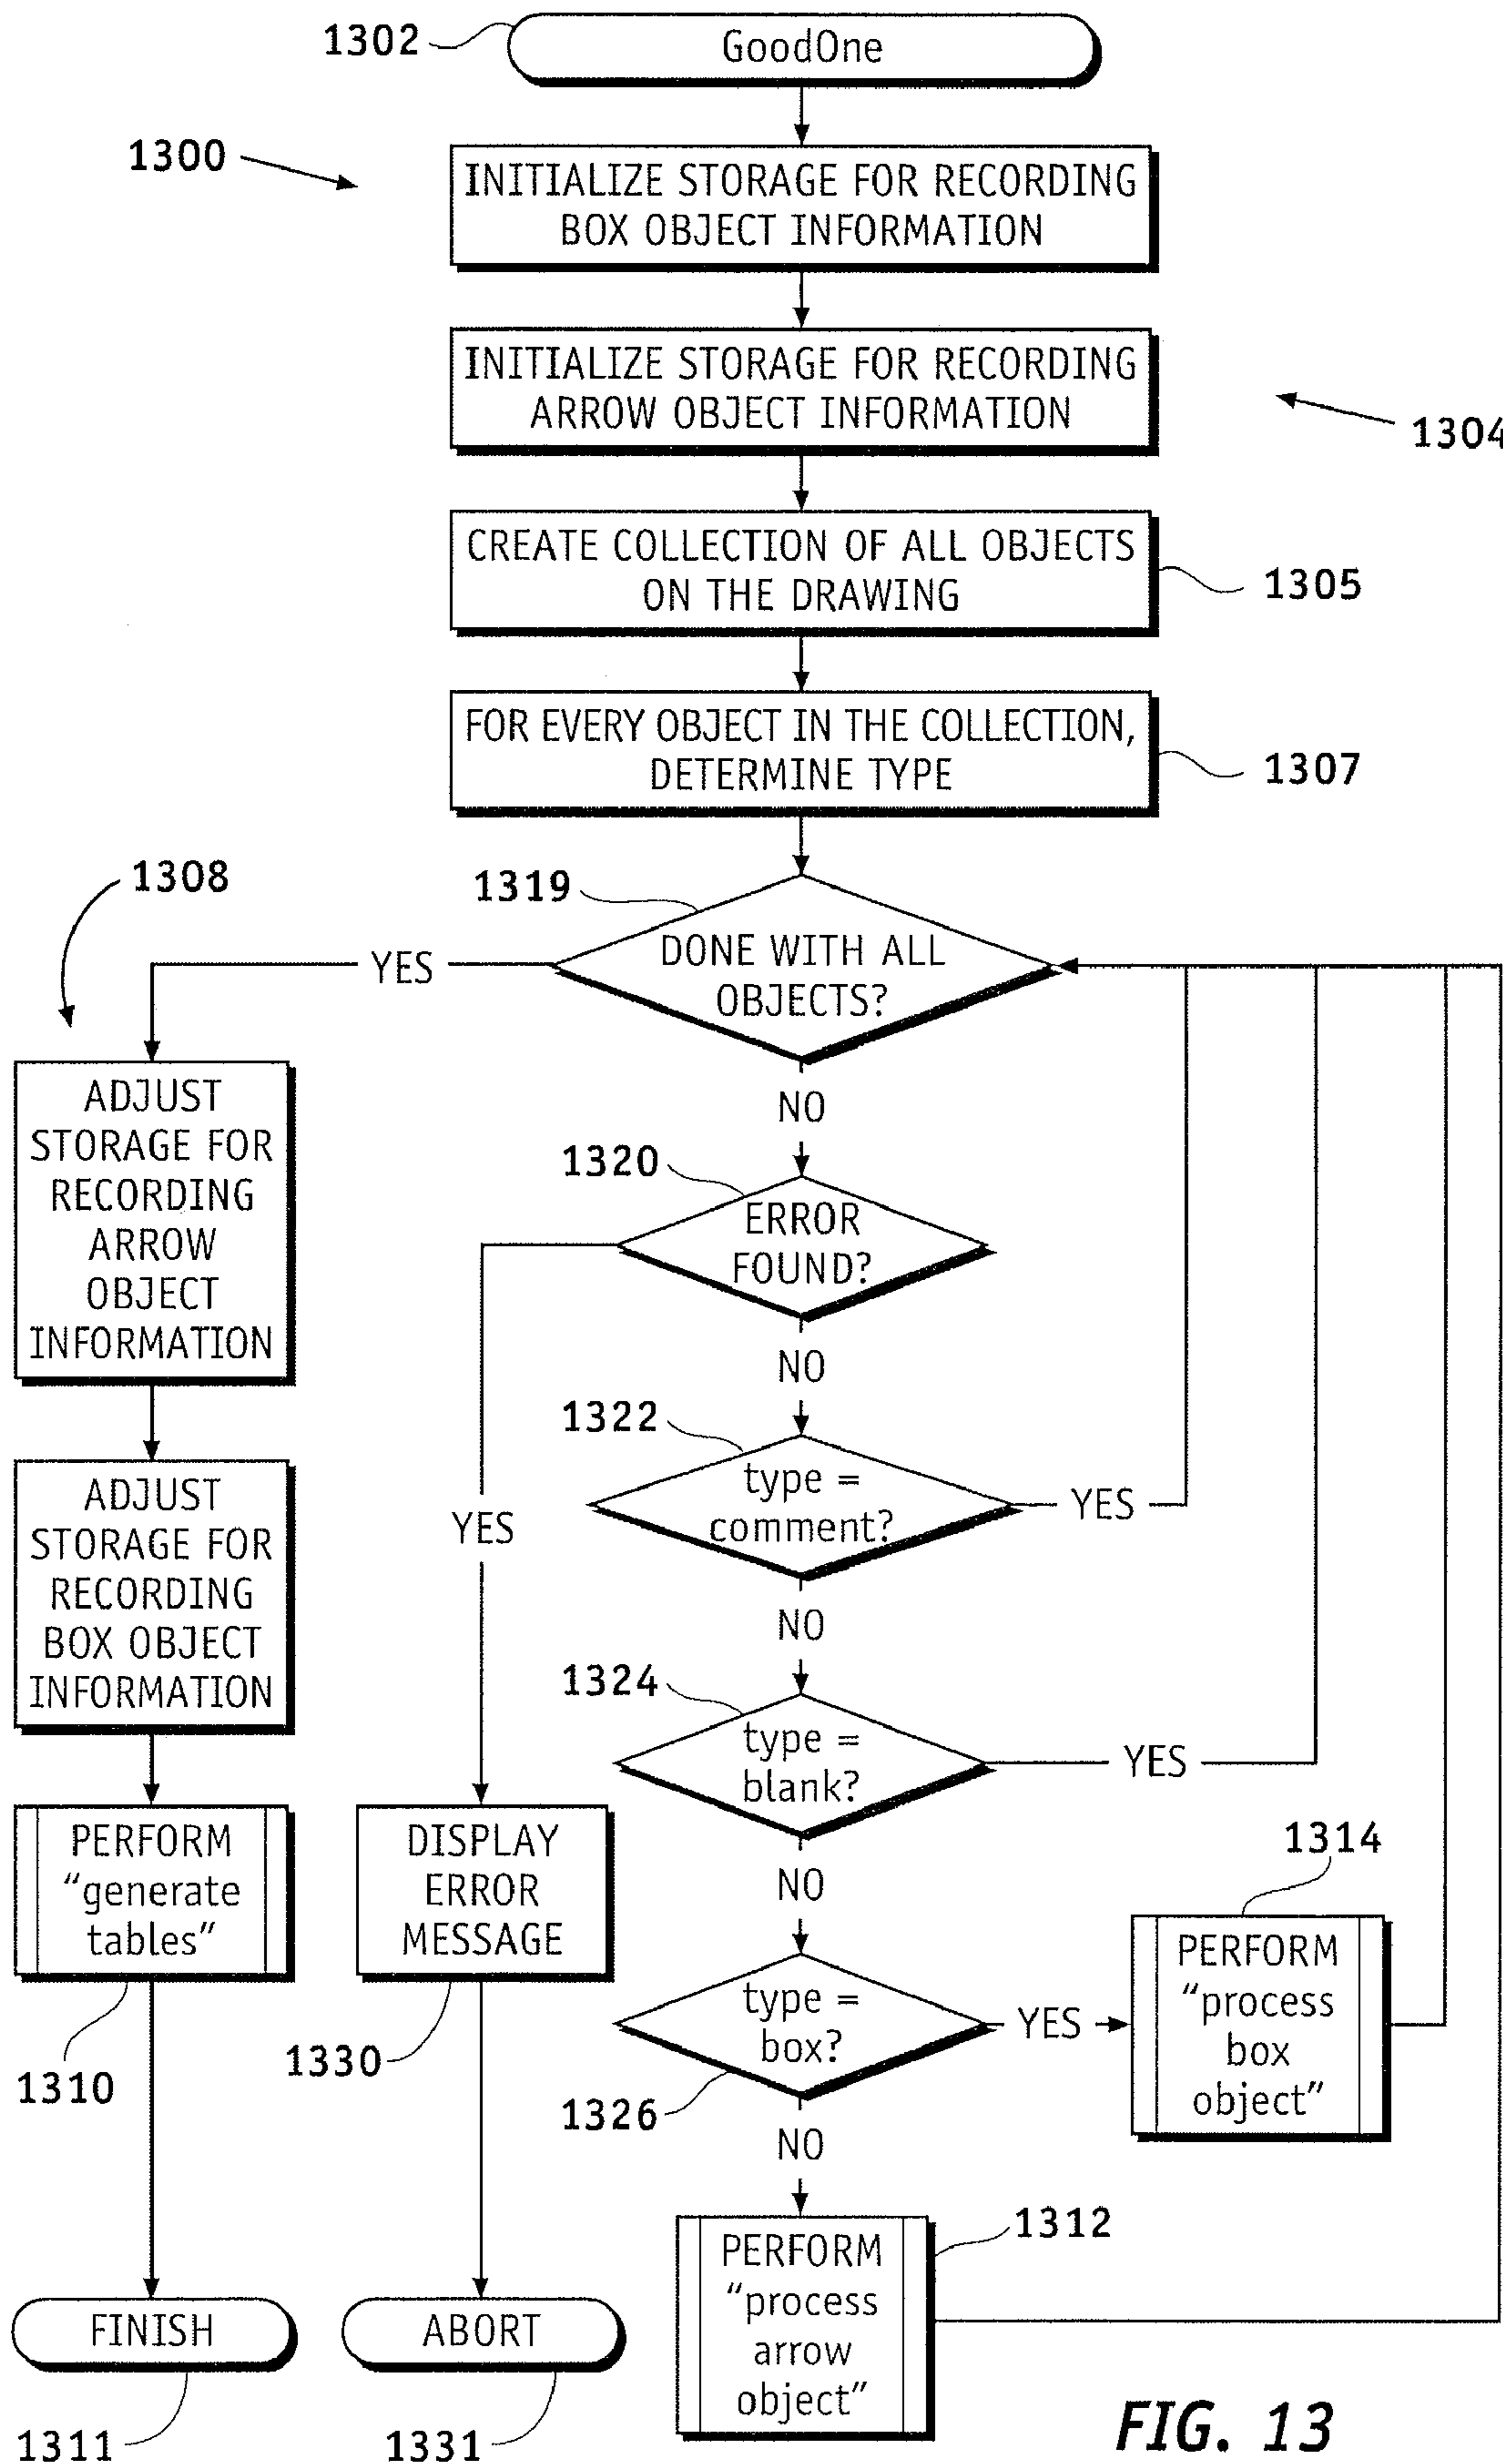 1302
GoodOne
1300
INITIALIZE STORAGE FOR RECORDING
BOX OBJECT INFORMATION
INITIALIZE STORAGE FOR RECORDING
ARROW OBJECT INFORMATION
1304
CREATE COLLECTION OF ALL OBJECTS
ON THE DRAWING
1305
FOR EVERY OBJECT IN THE COLLECTION,
DETERMINE TYPE
1307
1308
1319
DONE WITH ALL
OBJECTS?
YES
NO
ADJUST
STORAGE FOR
RECORDING
ARROW
OBJECT
INFORMATION
1320
ERROR
FOUND?
NO
YES
1322
type =
comment?
YES
NO
ADJUST
STORAGE FOR
RECORDING
BOX OBJECT
INFORMATION
1324
type =
blank?
YES
NO
PERFORM
“generate
tables”
1310
DISPLAY
ERROR
MESSAGE
1330
1314
PERFORM
“process
box
object”
type =
box?
YES
1326
NO
1312
PERFORM
“process
arrow
object”
FINISH
1311
ABORT
1331
FIG. 13